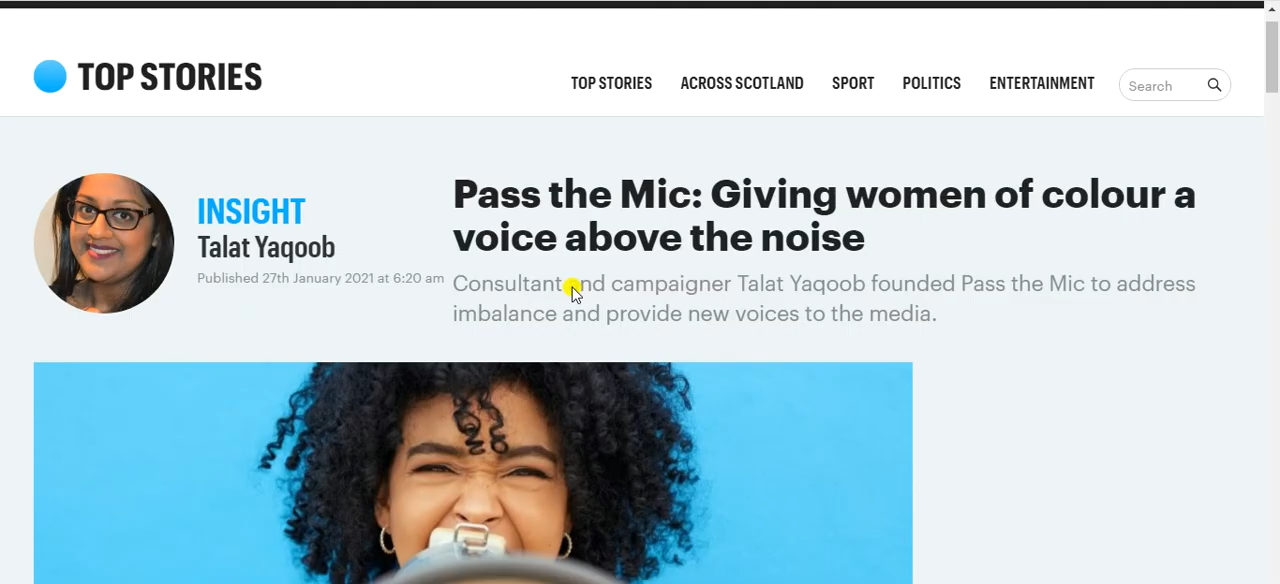 TOP STORIES
TOP STORIES ACROSS SCOTLAND SPORT POLITICS ENTERTAINMENT Search
INSIGHT
Talat Yaqoob
Published 27th January 2021 at 6:20 am
Pass the Mic: Giving women of colour a
voice above the noise
Consultant and campaigner Talat Yaqoob founded Pass the Mic to address
imbalance and provide new voices to the media.